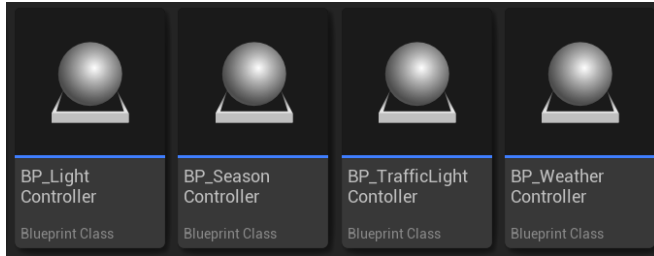 BP_Light
Controller
Blueprint Class
BP_Season
Controller
Blueprint Class
BP_TrafficLight
Contoller
Blueprint Class
BP_Weather
Controller
Blueprint Class